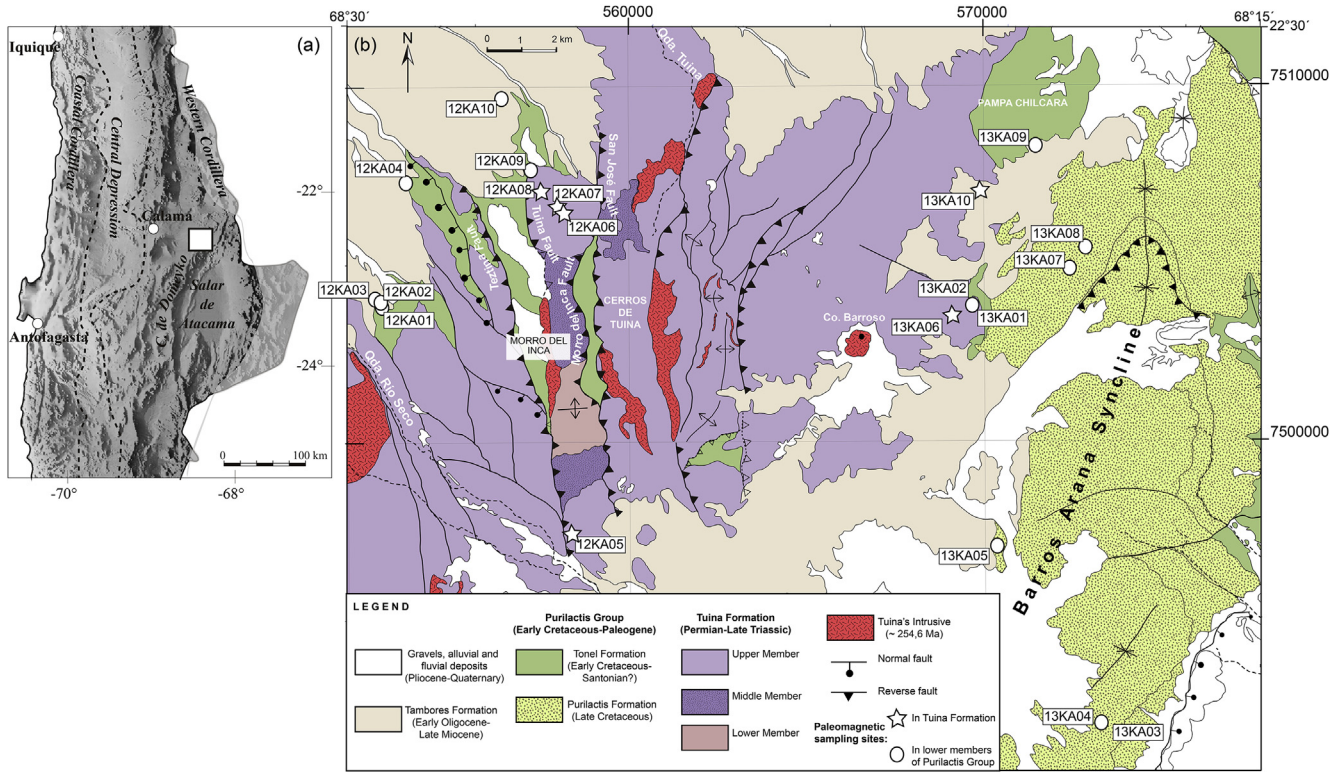 (a)
Iquique
Coastal Cordillera
Central Depression
Western Cordillera
Calama
C. de Domeyko
Salar de
Atacama
Antofagasta
-22°
-24°
-70°
-68°
0 100 km
68°30'
560000
570000
68°15'
22°30'
7510000
7500000
(b)
N
0 1 2 km
Qda. Tuina
PAMPA CHILCARA
12KA10
13KA09
12KA09
12KA04
12KA08
12KA07
12KA06
San José Fault
13KA10
Tuina Fault
Teztina Fault
13KA08
13KA07
12KA03
12KA02
12KA01
Morro del Inca Fault
CERROS
DE
TUINA
13KA02
13KA01
13KA06
Co. Barroso
MORRO DEL
INCA
Qda. Rio Seco
Barros Arana Syncline
12KA05
13KA05
13KA04
13KA03
LEGEND
Gravels, alluvial and
fluvial deposits
(Pliocene-Quaternary)
Tambores Formation
(Early Oligocene-
Late Miocene)
Purilactis Group
(Early Cretaceous-Paleogene)
Tonel Formation
(Early Cretaceous-
Santonian?)
Purilactis Formation
(Late Cretaceous)
Tuina Formation
(Permian-Late Triassic)
Upper Member
Middle Member
Lower Member
Tuina's Intrusive
(~ 254,6 Ma)
Normal fault
Reverse fault
Paleomagnetic
sampling sites:
In Tuina Formation
In lower members
of Purilactis Group